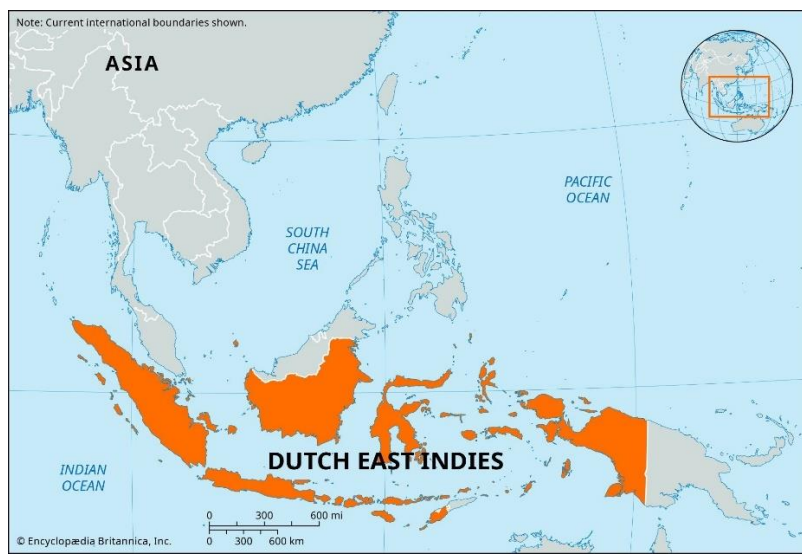 Note: Current international boundaries shown.
ASIA
PACIFIC
OCEAN
SOUTH
CHINA
SEA
DUTCH EAST INDIES
INDIAN
OCEAN
0 300 600 mi
0 300 600 km
© Encyclopædia Britannica, Inc.